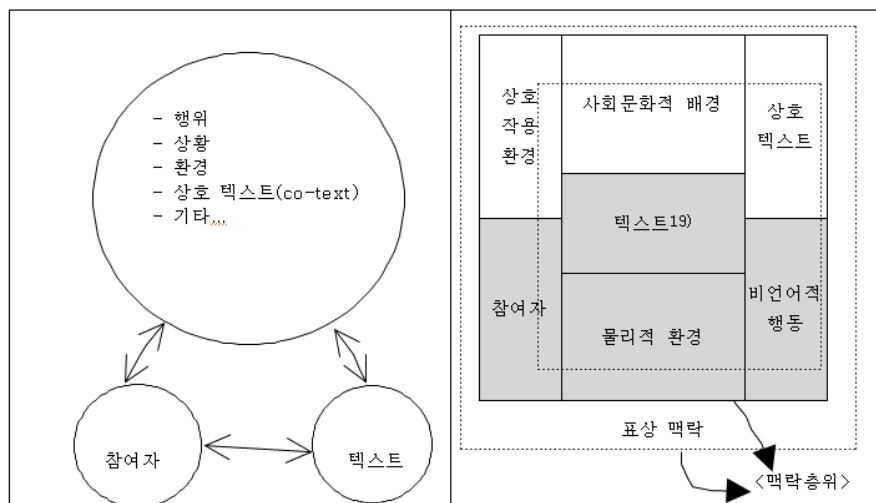 - 행위
- 상황
- 환경
- 상호 텍스트(co-text)
- 기타,,,
참여자
텍스트
상호
작용
환경
사회문화적 배경
상호
텍스트
텍스트19)
참여자
물리적 환경
비언어적
행동
표상 맥락
<맥락층위>